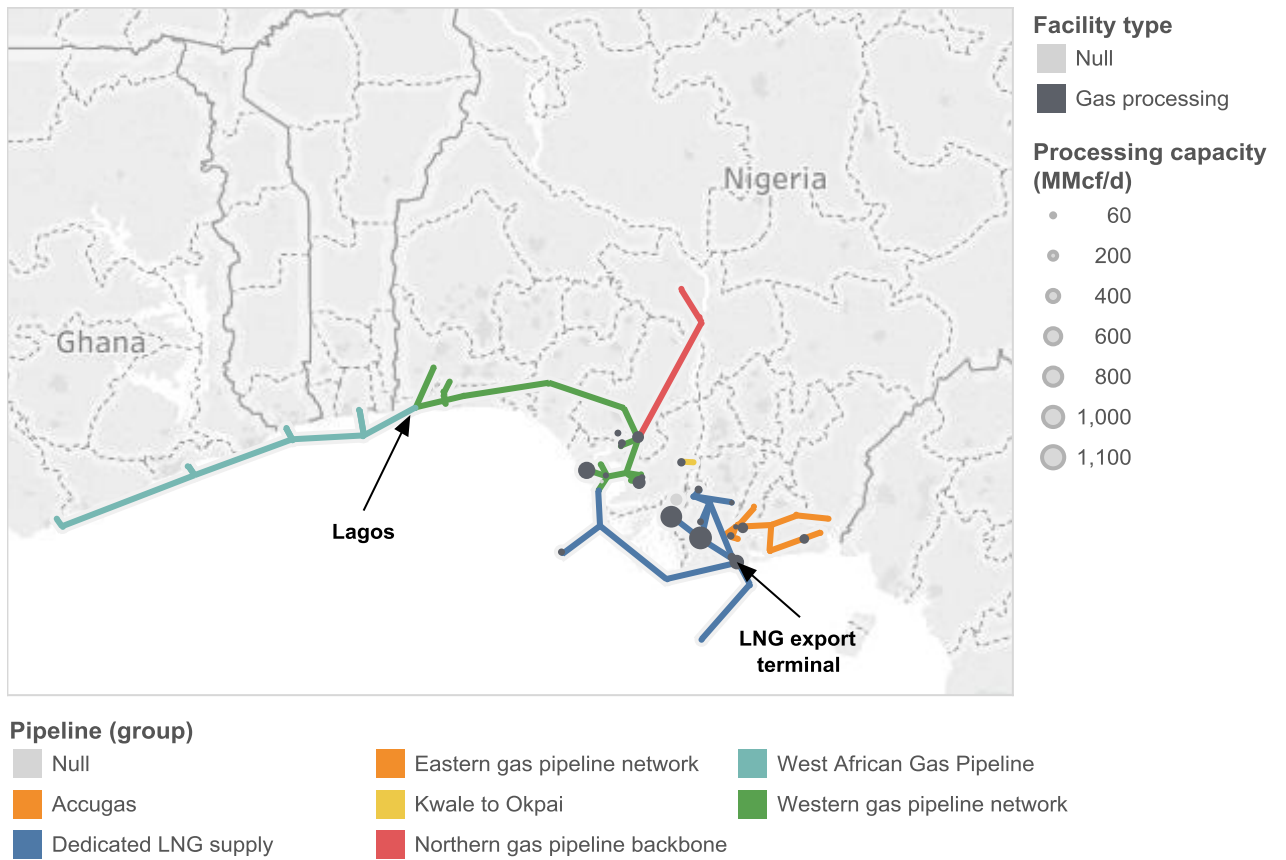 Facility type
Null
Gas processing
Processing capacity
(MMcf/d)
60
200
400
600
800
1,000
1,100
Nigeria
Ghana
Lagos
LNG export
terminal
Pipeline (group)
Null
Eastern gas pipeline network
West African Gas Pipeline
Accugas
Kwale to Okpai
Western gas pipeline network
Dedicated LNG supply
Northern gas pipeline backbone